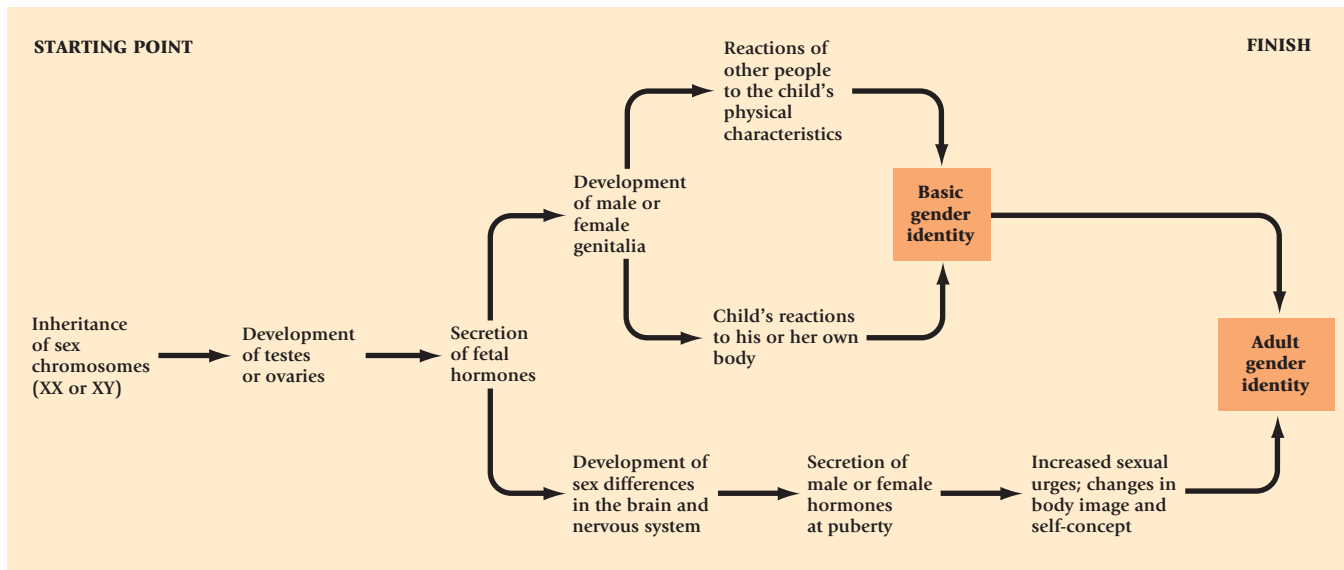 STARTING POINT
FINISH
Inheritance
of sex
chromosomes
(XX or XY)
Development
of testes
or ovaries
Secretion
of fetal
hormones
Development
of male or
female
genitalia
Reactions of
other people
to the child’s
physical
characteristics
Child’s reactions
to his or her own
body
Basic
gender
identity
Development of
sex differences
in the brain and
nervous system
Secretion of
male or female
hormones
at puberty
Increased sexual
urges; changes in
body image and
self-concept
Adult
gender
identity